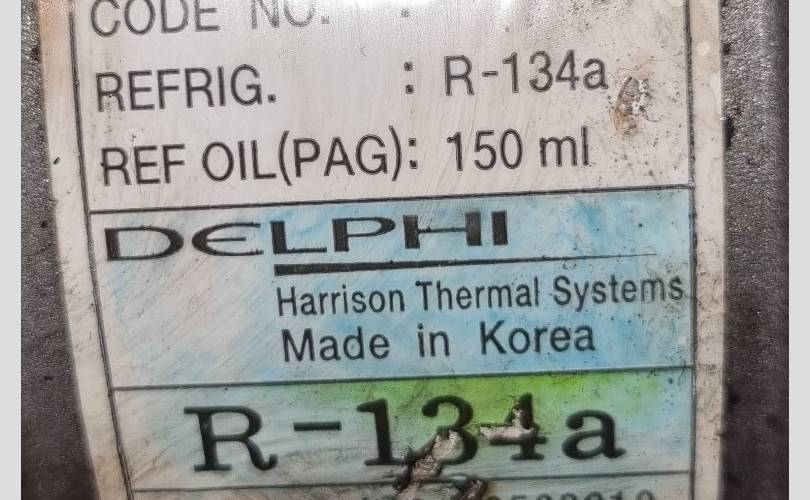 CODE NO. :
REFRIG. : R-134a
REF OIL(PAG): 150 ml
DELPHI
Harrison Thermal Systems
Made in Korea
R-134a